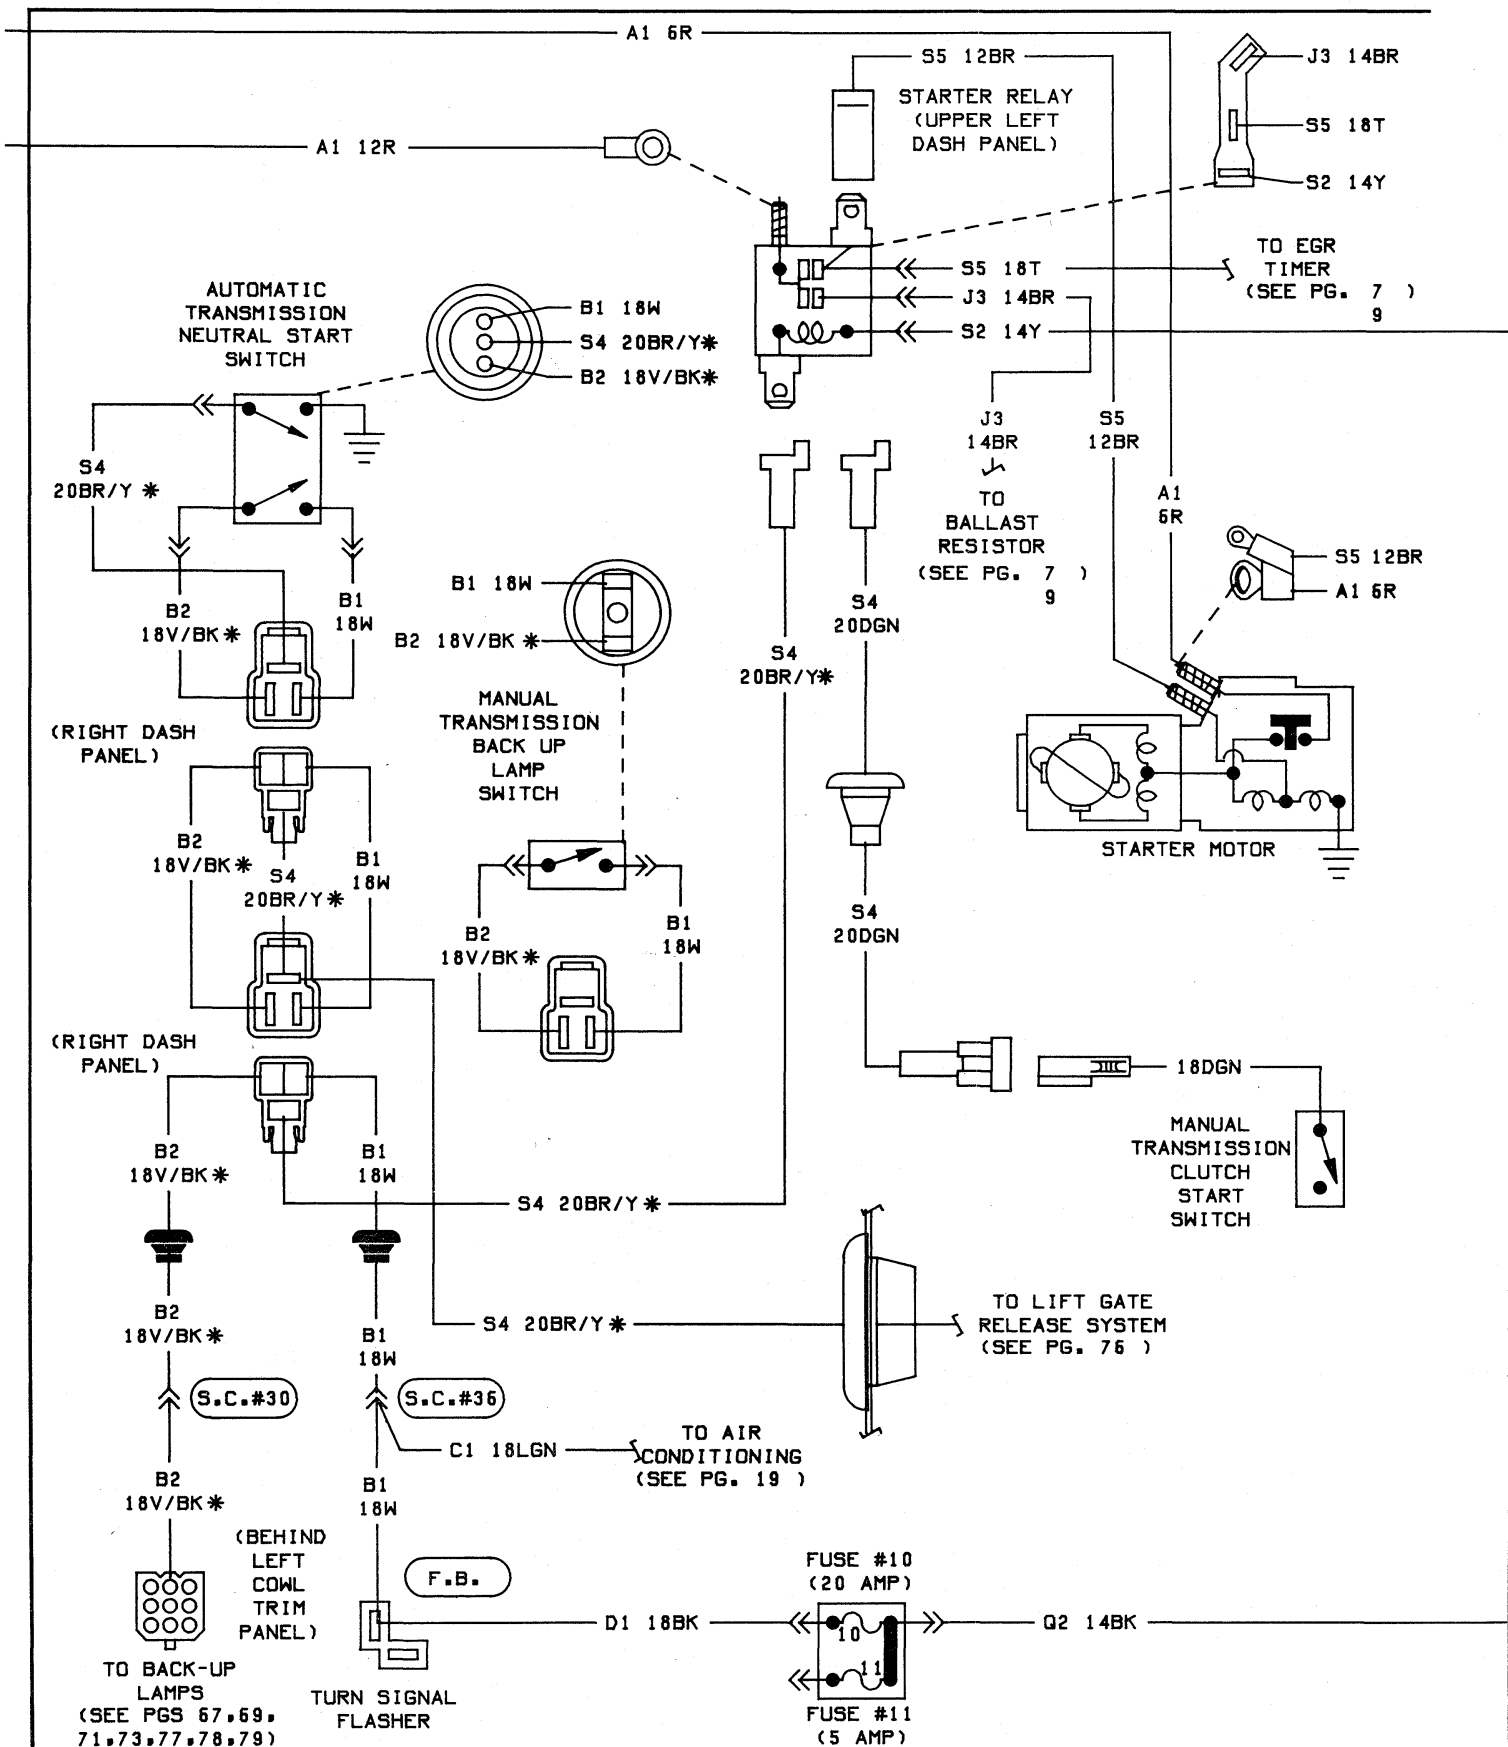 A1 6R
S5 12BR
J3 14BR
STARTER RELAY
(UPPER LEFT
DASH PANEL)
S5 18T
A1 12R
S2 14Y
TO EGR
TIMER
(SEE PG. 7 )
9
S5 18T
J3 14BR
S2 14Y
AUTOMATIC
TRANSMISSION
NEUTRAL START
SWITCH
B1 18W
S4 20BR/Y*
B2 18V/BK*
J3
14BR
S5
12BR
S4
20BR/Y *
A1
6R
TO
BALLAST
RESISTOR
(SEE PG. 7 )
9
S5 12BR
A1 6R
B1 18W
B2 18V/BK *
B2
18V/BK *
B1
18W
S4
20DGN
S4
20BR/Y*
MANUAL
TRANSMISSION
BACK UP
LAMP
SWITCH
(RIGHT DASH
PANEL)
STARTER MOTOR
B2
18V/BK*
S4
20BR/Y*
B1
18W
B2
18V/BK*
B1
18W
S4
20DGN
(RIGHT DASH
PANEL)
18DGN
MANUAL
TRANSMISSION
CLUTCH
START
SWITCH
B2
18V/BK*
B1
18W
S4 20BR/Y *
B2
18V/BK*
B1
18W
S4 20BR/Y *
TO LIFT GATE
RELEASE SYSTEM
(SEE PG. 76 )
S.C.#30
S.C.#36
C1 18LGN
TO AIR
CONDITIONING
(SEE PG. 19 )
B2
18V/BK*
B1
18W
(BEHIND
LEFT
COWL
TRIM
PANEL)
F.B.
FUSE #10
(20 AMP)
D1 18BK
10
11
Q2 14BK
TO BACK-UP
LAMPS
(SEE PGS 67,69,
71,73,77,78,79)
TURN SIGNAL
FLASHER
FUSE #11
(5 AMP)